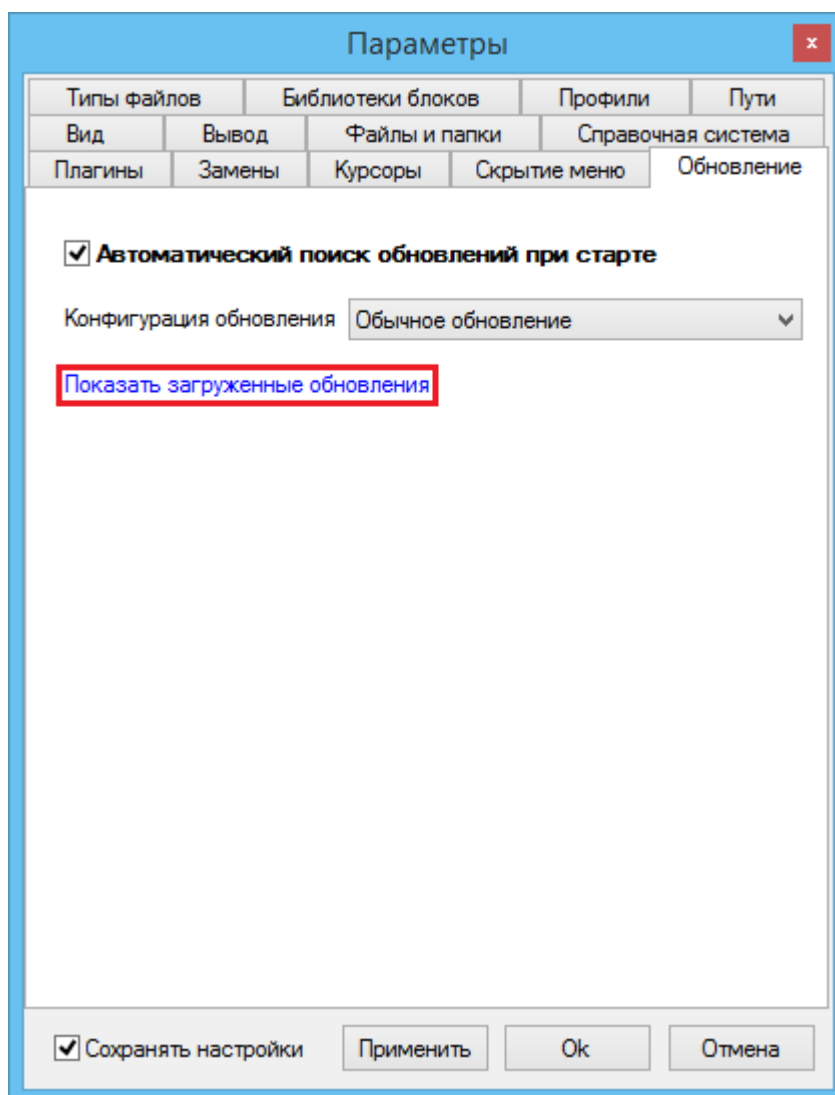 Параметры
x
Типы файлов Библиотеки блоков Профили Пути
Вид Вывод Файлы и папки Справочная система
Плагины Замены Курсоры Скрытие меню Обновление
Автоматический поиск обновлений при старте
Конфигурация обновления Обычное обновление
Показать загруженные обновления
Сохранять настройки Применить Ok Отмена